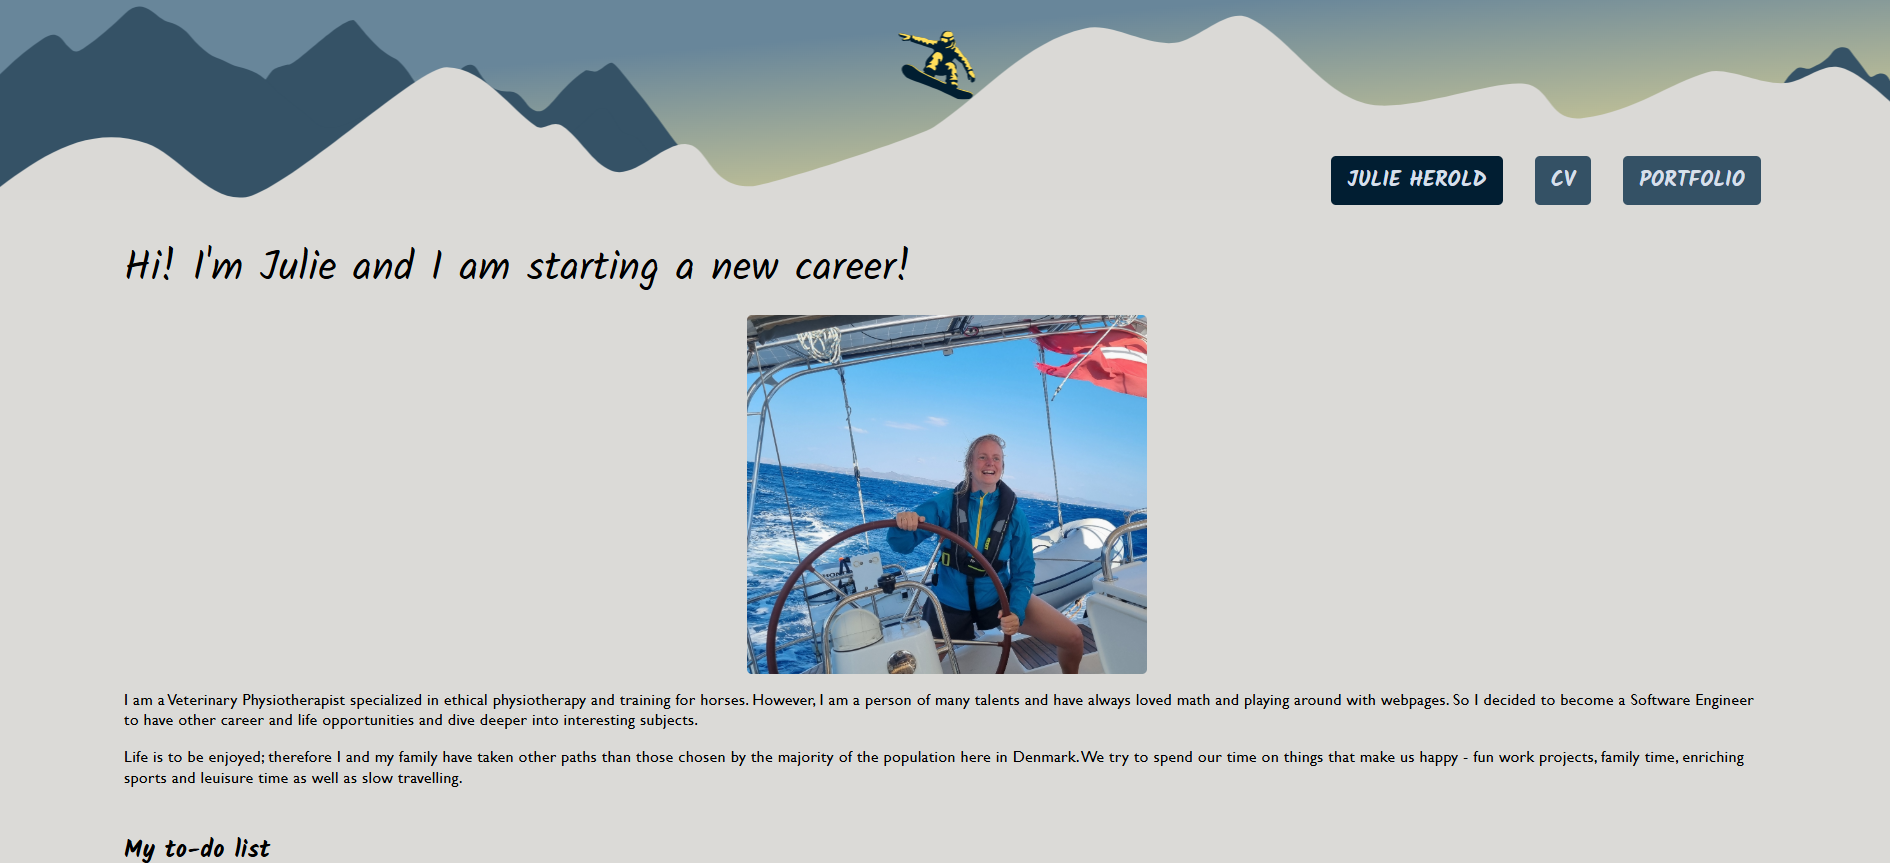 JULIE HEROLD CV PORTFOLIO
Hi! I'm Julie and I am starting a new career!
I am a Veterinary Physiotherapist specialized in ethical physiotherapy and training for horses. However, I am a person of many talents and have always loved math and playing around with webpages. So I decided to become a Software Engineer
to have other career and life opportunities and dive deeper into interesting subjects.
Life is to be enjoyed; therefore I and my family have taken other paths than those chosen by the majority of the population here in Denmark. We try to spend our time on things that make us happy - fun work projects, family time, enriching
sports and leuisure time as well as slow travelling.
My to-do list